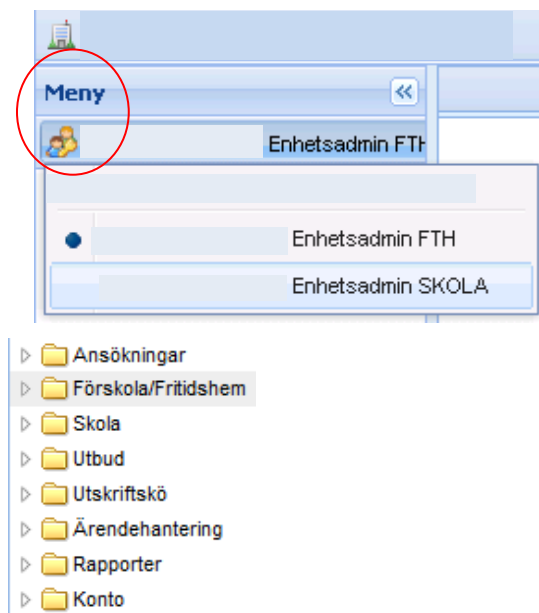 Meny
Enhetsadmin FTH
Enhetsadmin FTH
Enhetsadmin SKOLA
Ansökningar
Förskola/Fritidshem
Skola
Utbud
Utskriftskö
Ärendehantering
Rapporter
Konto